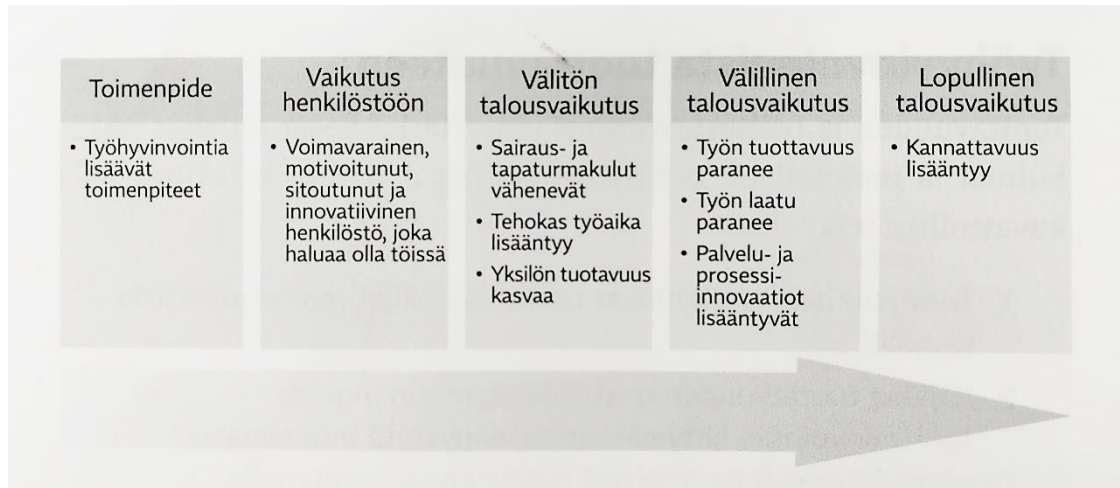 Toimenpide
• Työhyvinvointia
lisäävät
toimenpiteet
Vaikutus
henkilöstöön
• Voimavarainen,
motivoitunut,
sitoutunut ja
innovatiivinen
henkilöstö, joka
haluaa olla töissä
Välitön
talousvaikutus
• Sairaus- ja
tapaturmakulut
vähenevät
• Tehokas työaika
lisääntyy
• Yksilön tuotavuus
kasvaa
Välillinen
talousvaikutus
• Työn tuottavuus
paranee
• Työn laatu
paranee
• Palvelu- ja
prosessi-
innovaatiot
lisääntyvät
Lopullinen
talousvaikutus
• Kannattavuus
lisääntyy